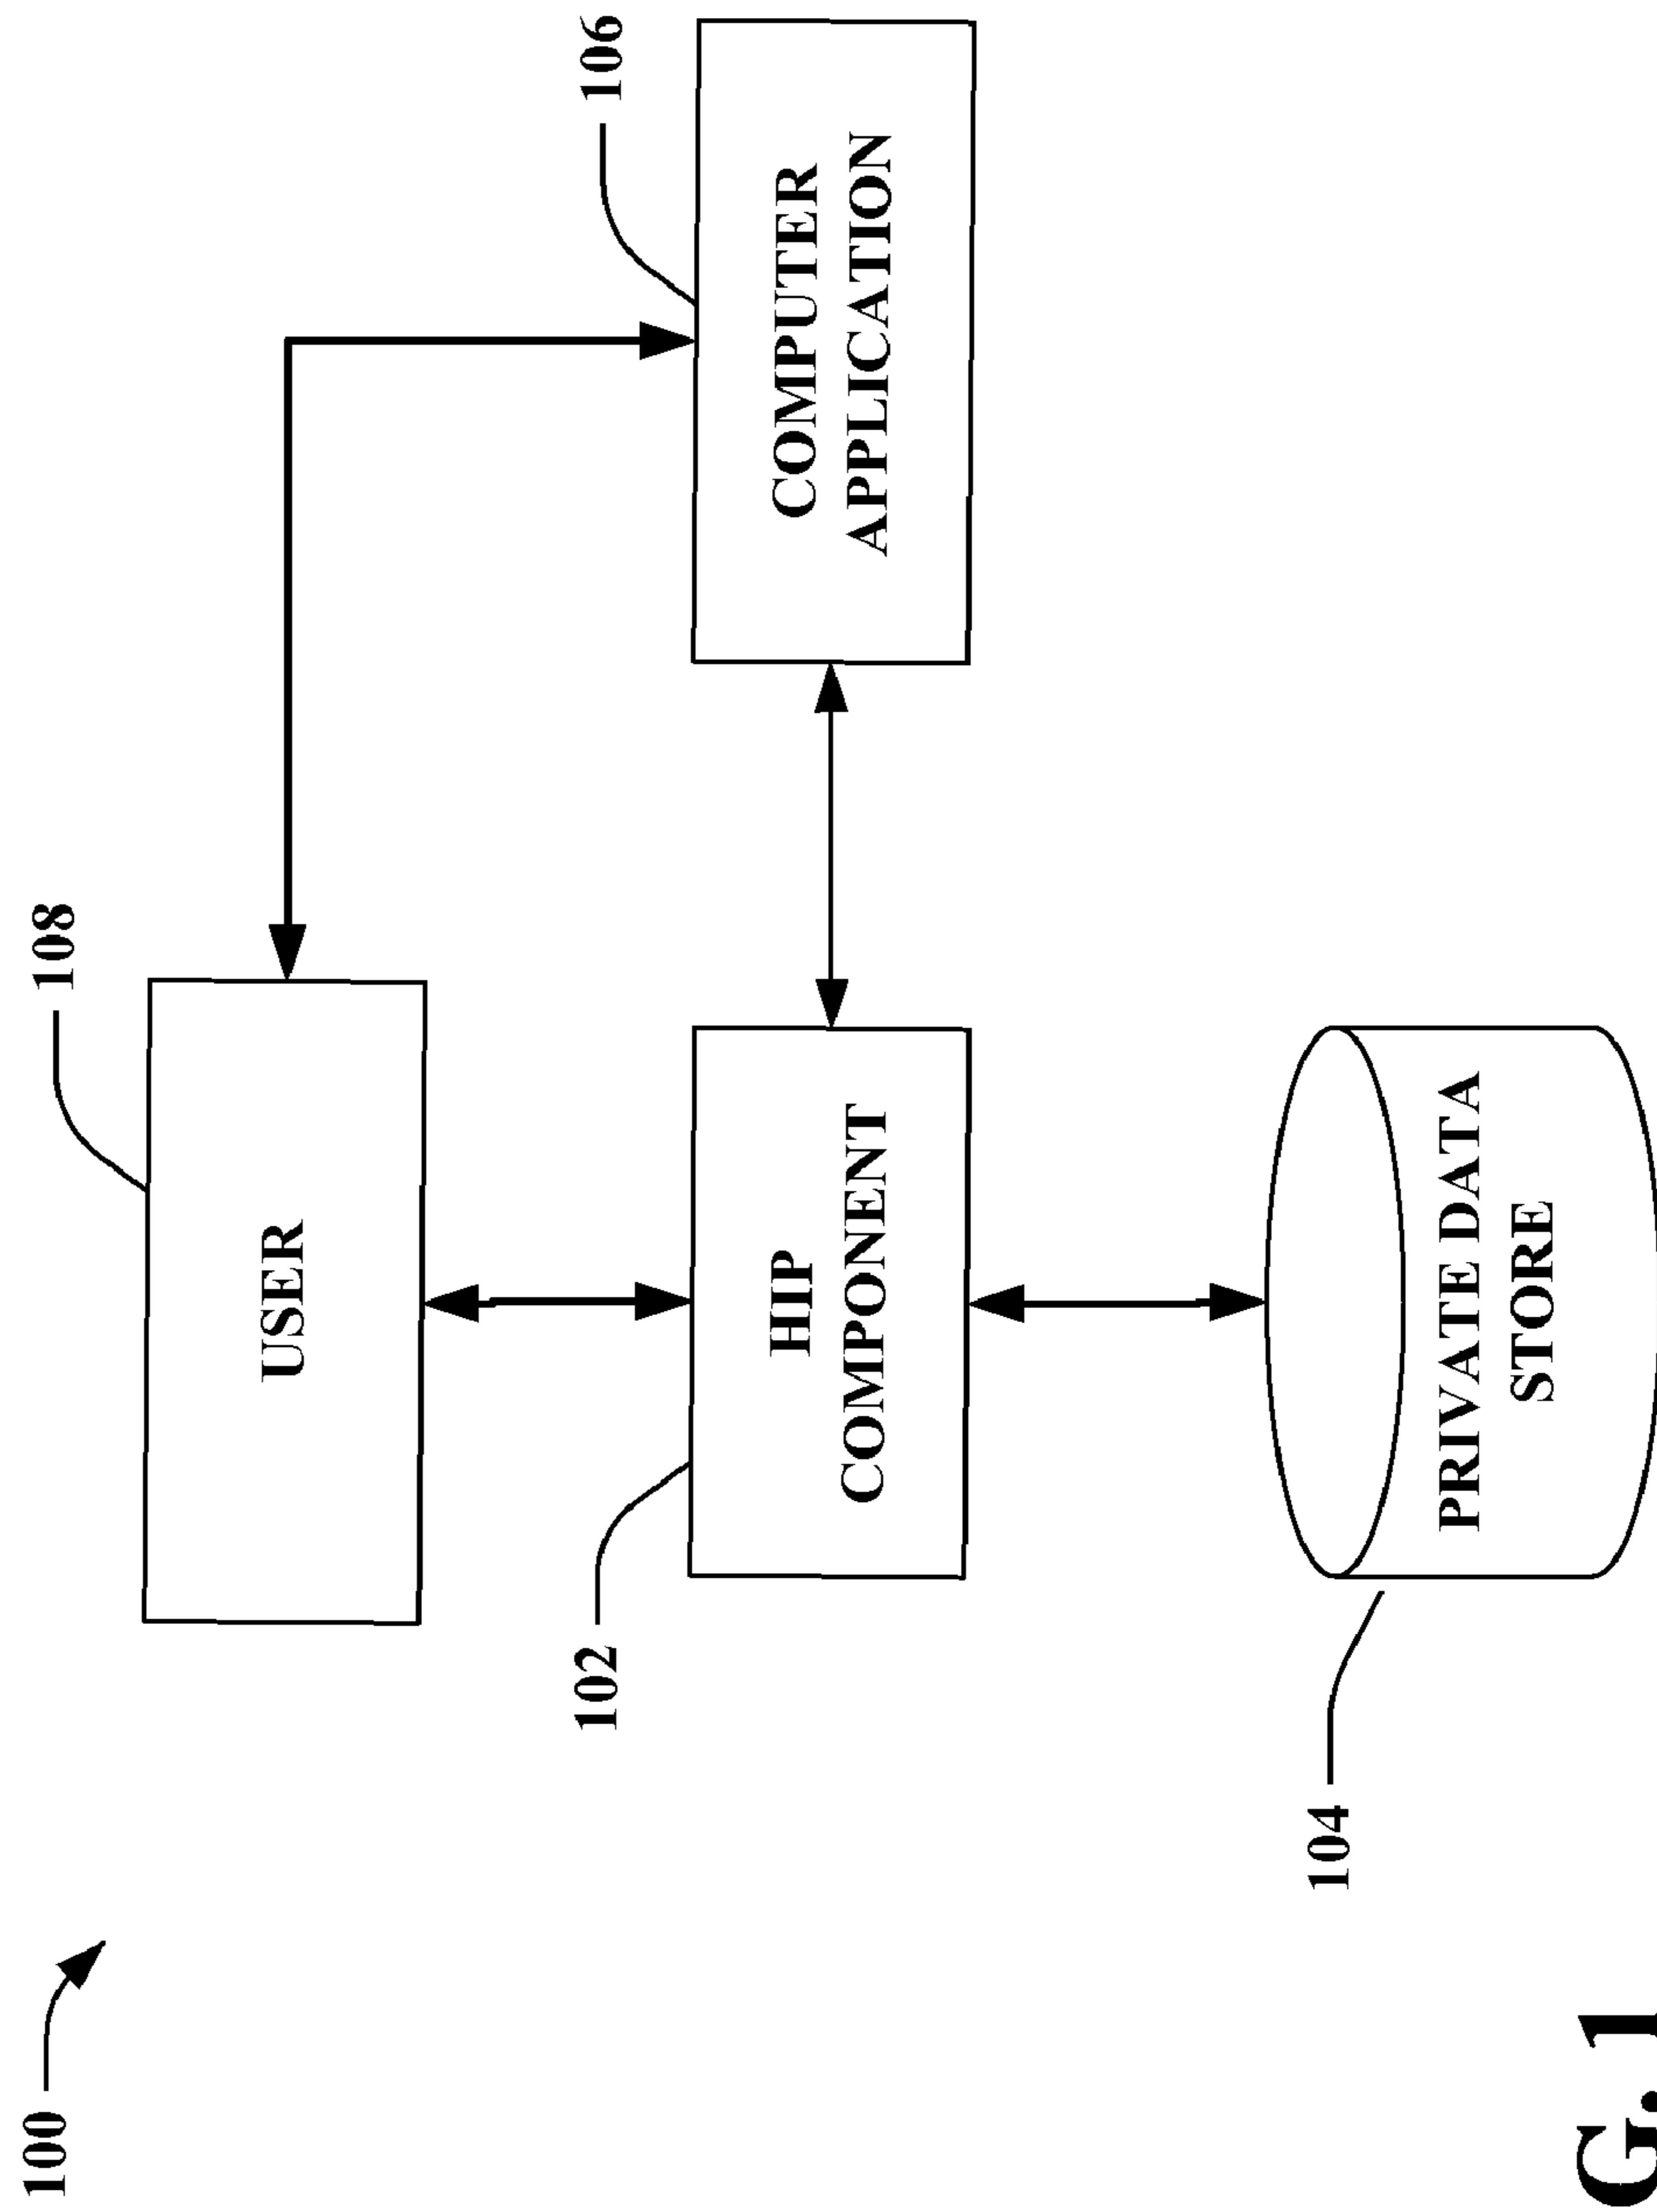 100
108
USER
106
102
HIP
COMPONENT
COMPUTER
APPLICATION
104
PRIVATE DATA
STORE
G. 1